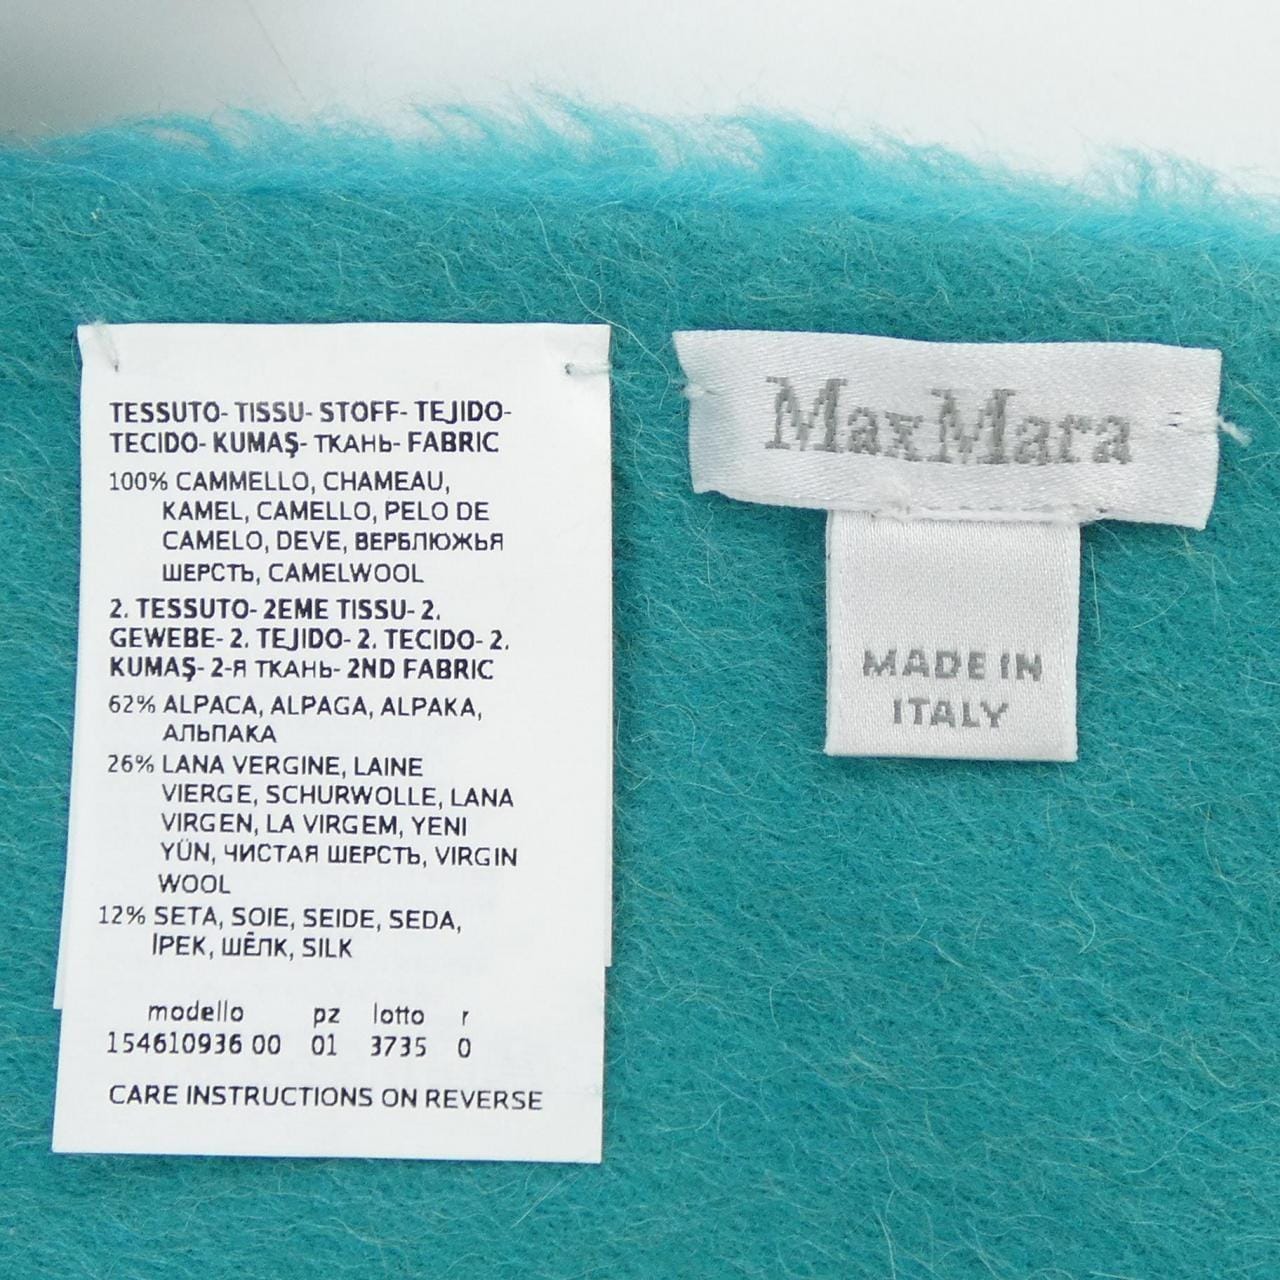 TESSUTO- TISSU- STOFF- TEJIDO-
TECIDO- KUMAŞ- ТКАНЬ- FABRIC
100% CAMMELLO, CHAMEAU,
KAMEL, CAMELLO, PELO DE
CAMELO, DEVE, ВЕРБЛЮЖЬЯ
ШЕРСТЬ, CAMELWOOL
2. TESSUTO- 2EME TISSU- 2.
GEWEBE- 2. TEJIDO- 2. TECIDO- 2.
KUMAŞ- 2-Я ТКАНЬ- 2ND FABRIC
62% ALPACA, ALPAGA, ALPAKA,
АЛЬПАКА
26% LANA VERGINE, LAINE
VIERGE, SCHURWOLLE, LANA
VIRGEN, LA VIRGEM, YENI
YÜN, ЧИСТАЯ ШЕРСТЬ, VIRGIN
WOOL
12% SETA, SOIE, SEIDE, SEDA,
IPEK, ШЁЛК, SILK
modello pz lotto r
154610936 00 01 3735 0
CARE INSTRUCTIONS ON REVERSE
MaxMara
MADE IN
ITALY